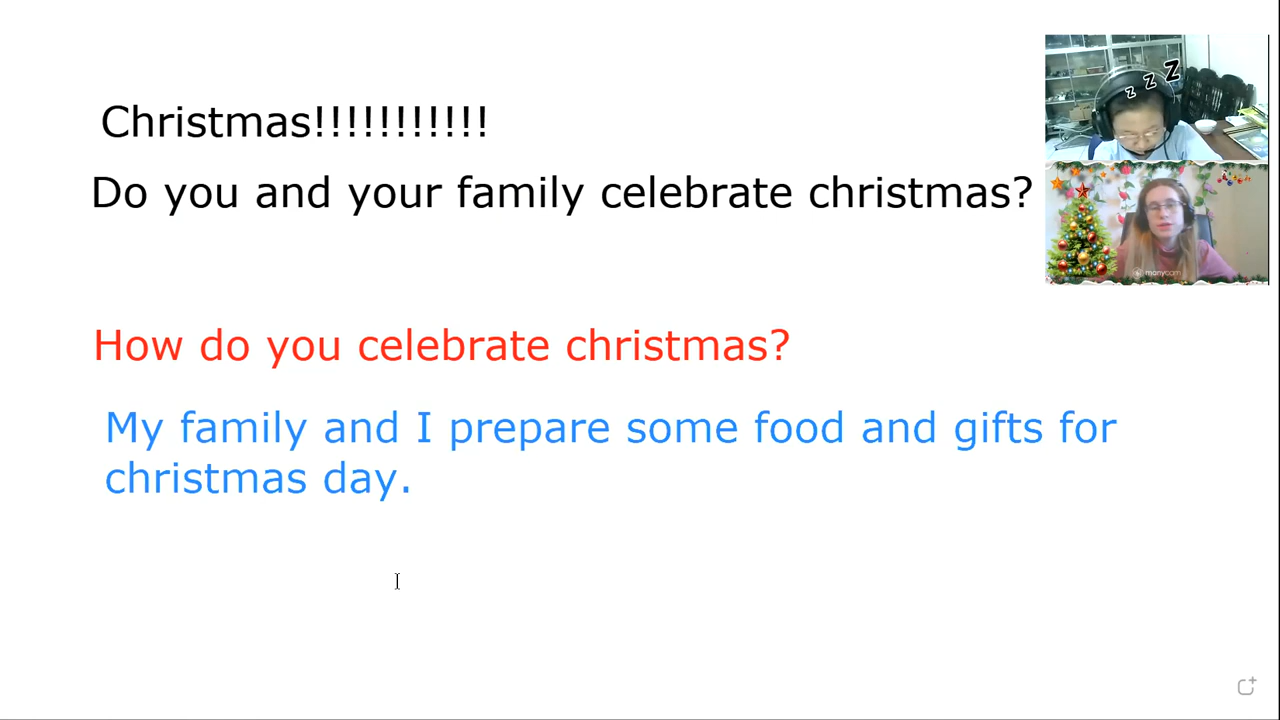 Christmas!!!!!!!!!!!
Do you and your family celebrate christmas?
How do you celebrate christmas?
My family and I prepare some food and gifts for
christmas day.
z z Z
manycam